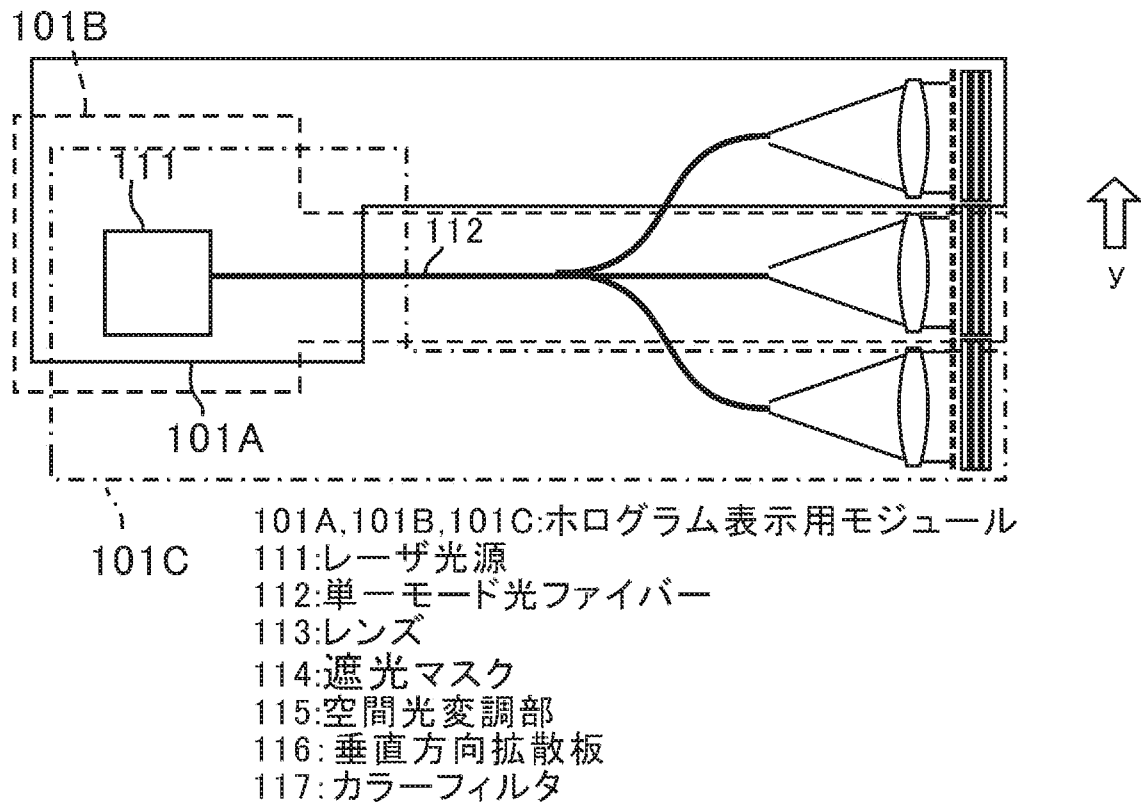 101B
111
112
y
101A
101C
101A,101B,101C:ホログラム表示用モジュール
111:レーザ光源
112:単一モード光ファイバー
113:レンズ
114:遮光マスク
115:空間光変調部
116:垂直方向拡散板
117:カラーフィルタ